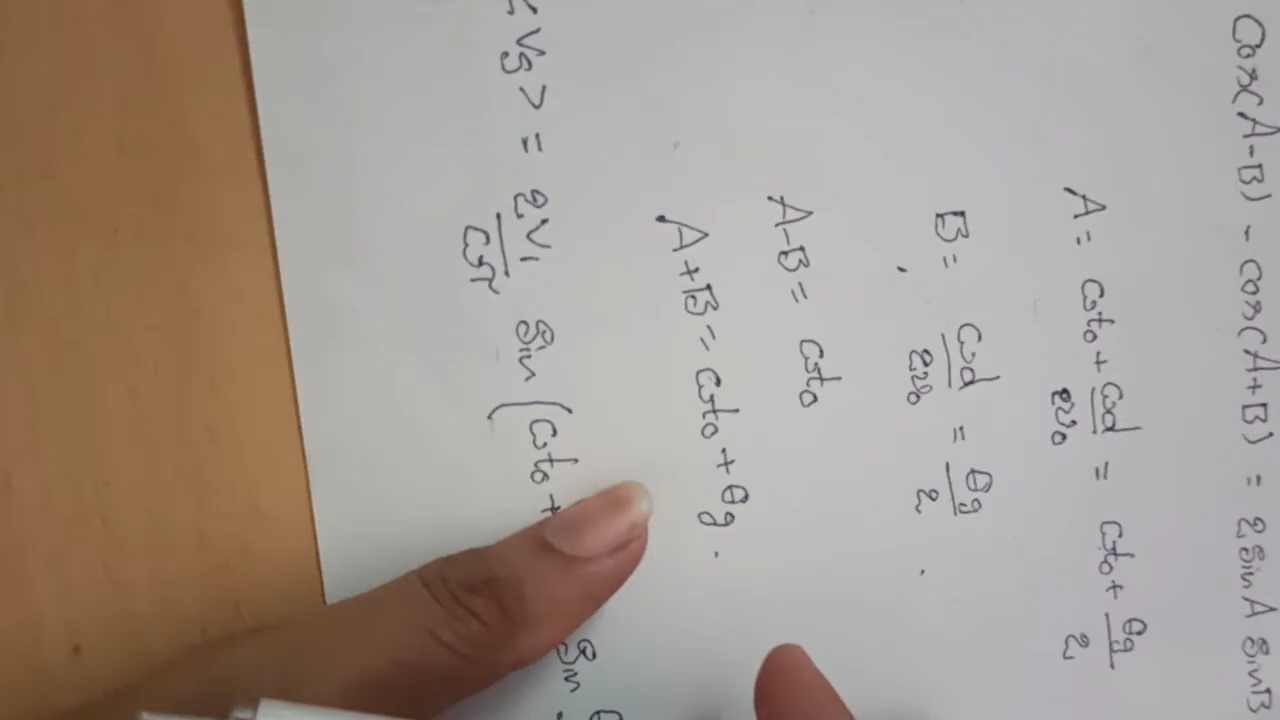 Cos(A-B) - cos(A+B) = 2 sin A sin B
A = ωt₀ + ωd/2v₀ = ωt₀ + θg/2
B = ωd/2v₀ = θg/2 .
A-B = ωt₀
A+B = ωt₀ + θg .
< Vs > = 2V₁/ωτ Sin (ωt₀ + Sin θ